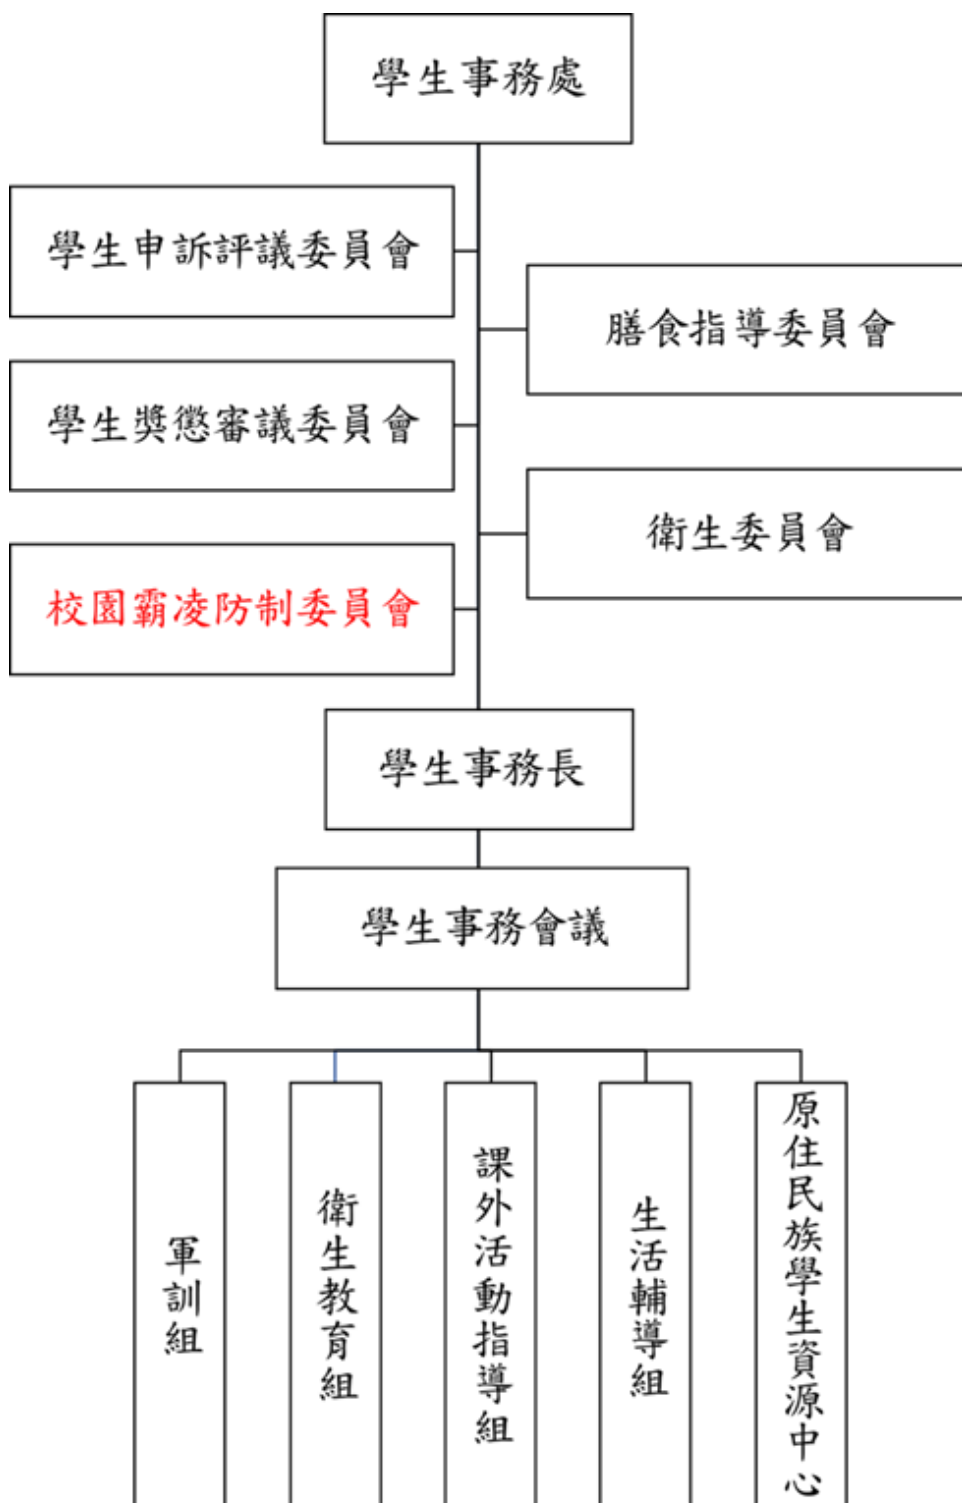 學生事務處
學生申訴評議委員會
膳食指導委員會
學生獎懲審議委員會
衛生委員會
校園霸凌防制委員會
學生事務長
學生事務會議
軍訓組
衛生教育組
課外活動指導組
生活輔導組
原住民族學生資源中心